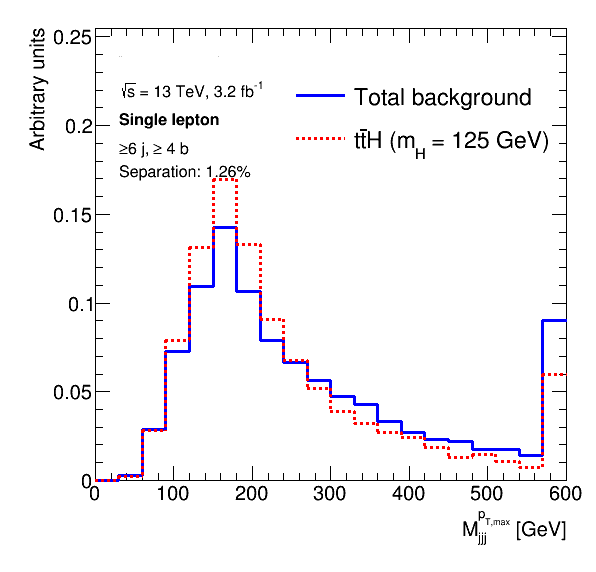 Arbitrary units
0.25
0.2
0.15
0.1
0.05
0
√s = 13 TeV, 3.2 fb⁻¹
Single lepton
≥6 j, ≥ 4 b
Separation: 1.26%
Total background
tt̄H (m_H = 125 GeV)
0 100 200 300 400 500 600
M_jjj^p_T,max [GeV]